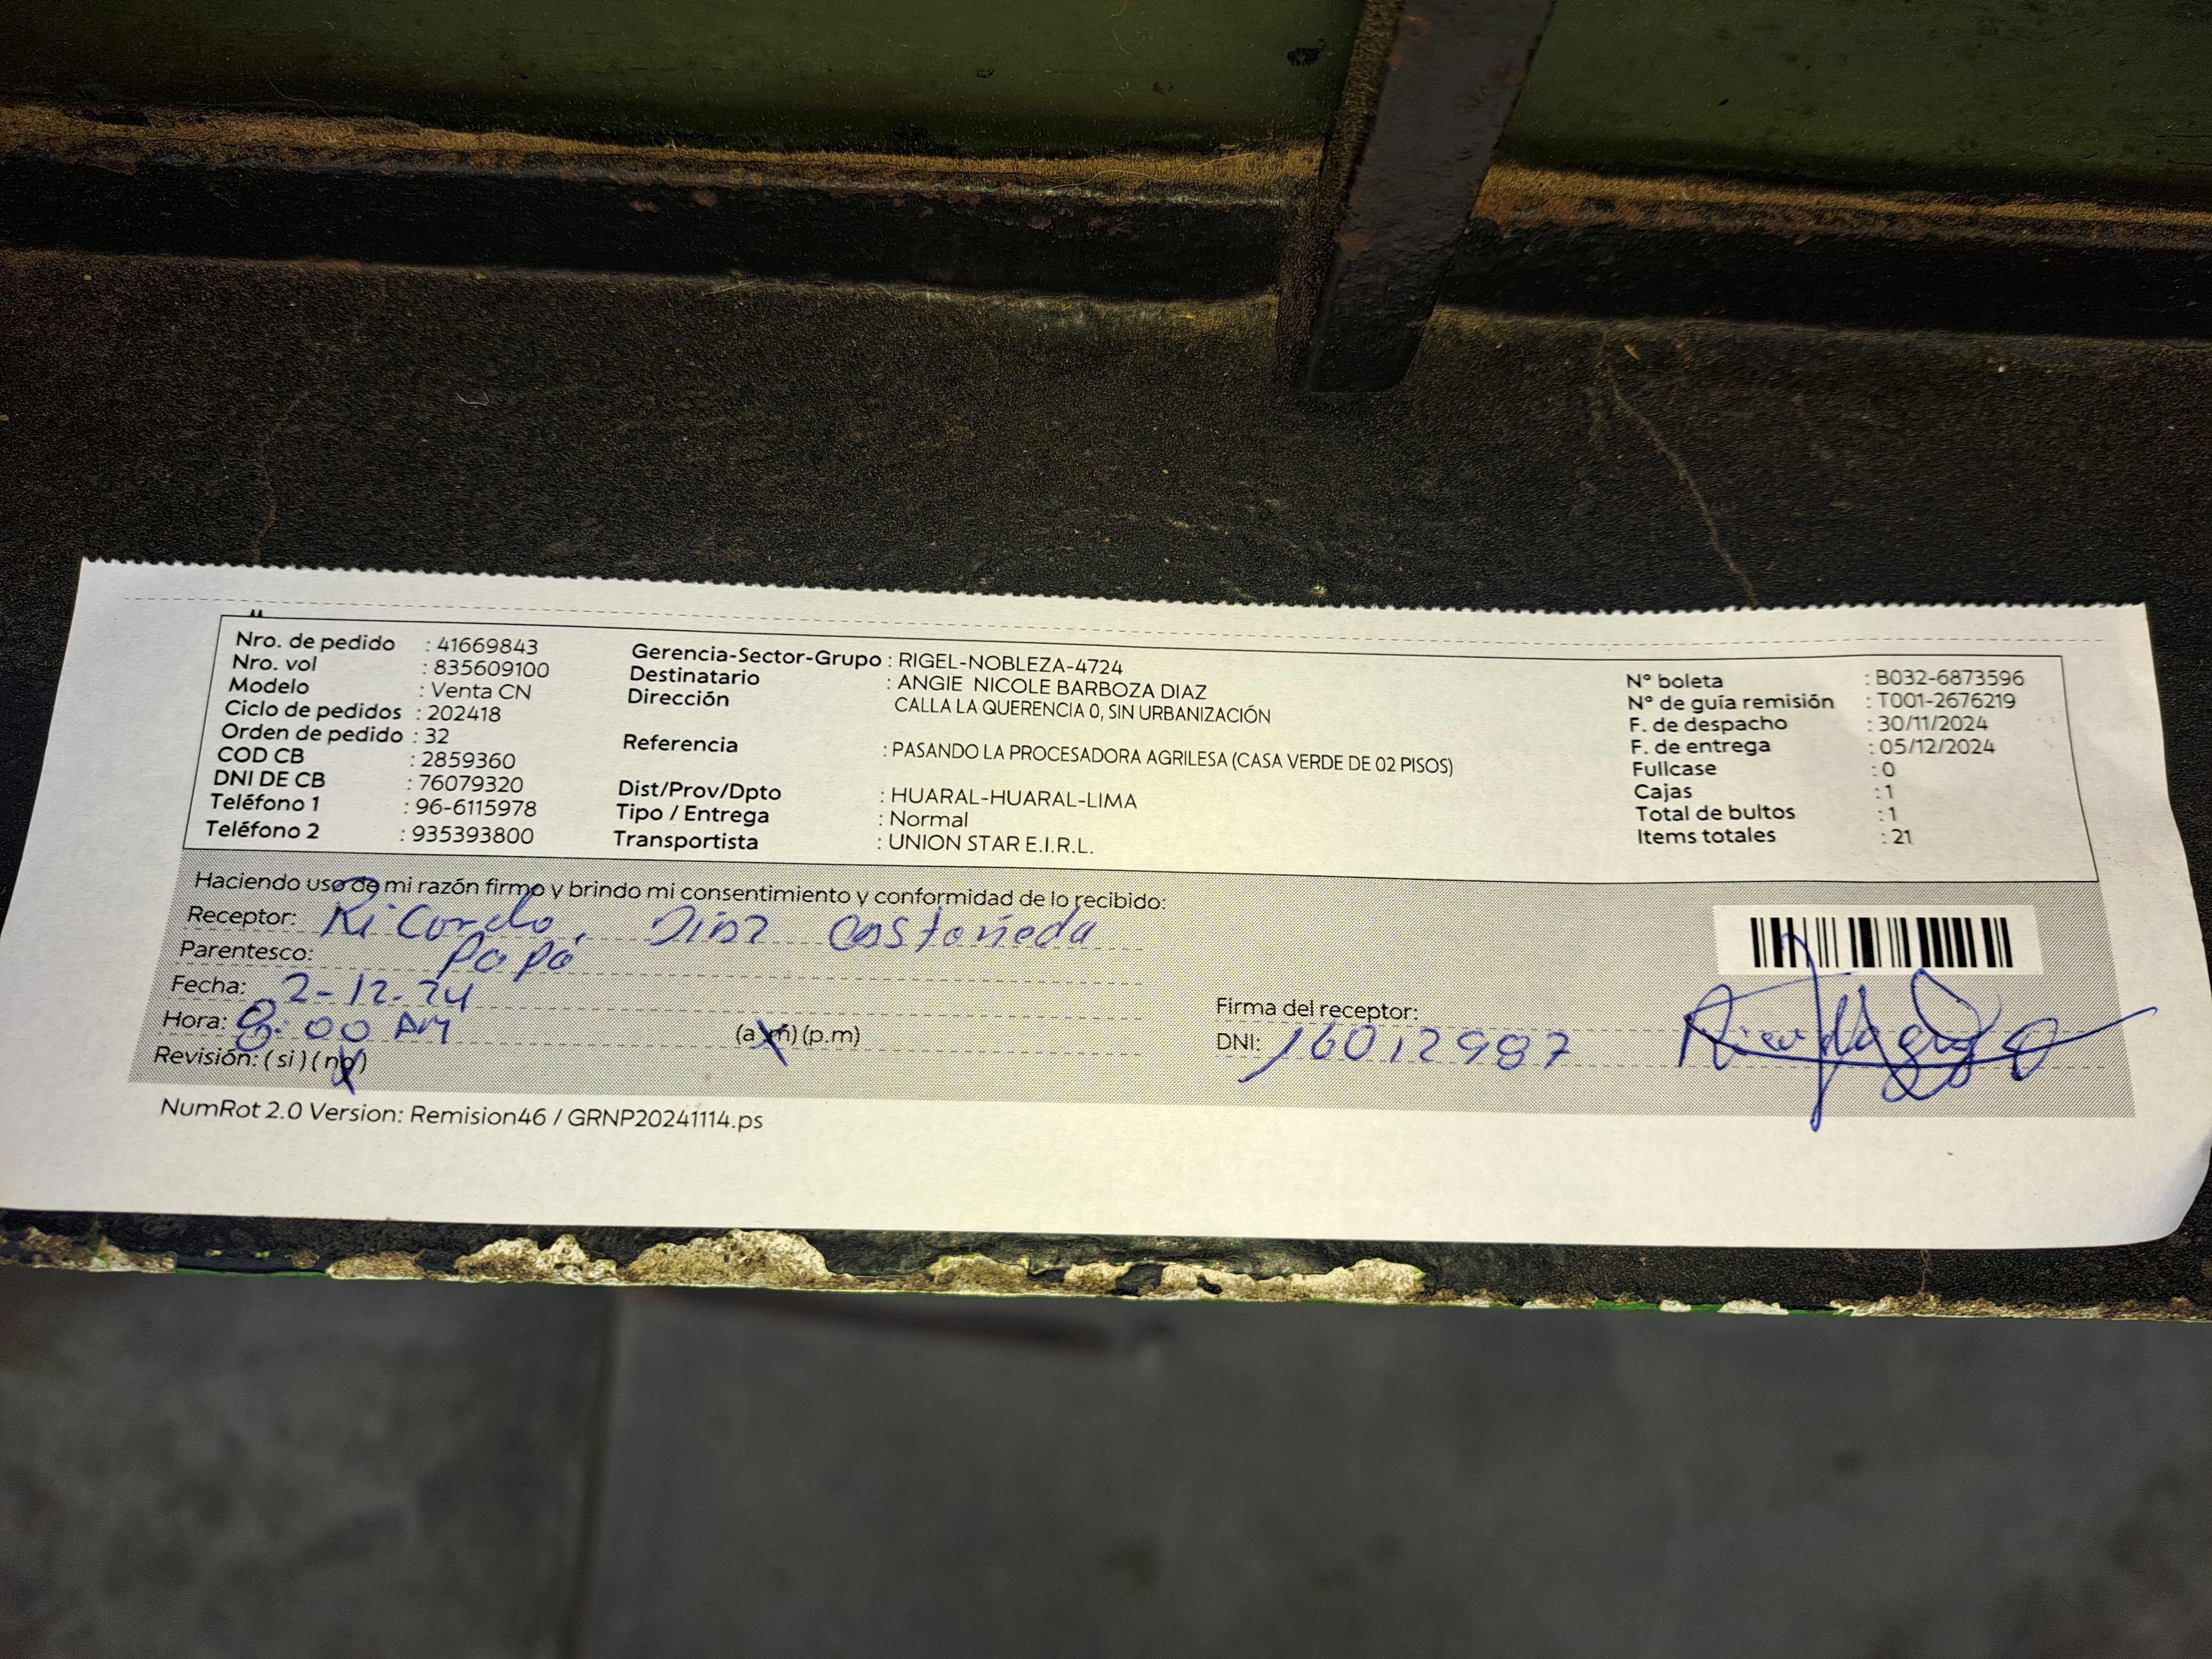 Nro. de pedido : 41669843
Nro. vol : 835609100
Modelo : Venta CN
Ciclo de pedidos : 202418
Orden de pedido : 32
COD CB : 2859360
DNI DE CB : 76079320
Teléfono 1 : 96-6115978
Teléfono 2 : 935393800
Gerencia-Sector-Grupo : RIGEL-NOBLEZA-4724
Destinatario : ANGIE NICOLE BARBOZA DIAZ
Dirección CALLA LA QUERENCIA 0, SIN URBANIZACIÓN
Referencia : PASANDO LA PROCESADORA AGRILESA (CASA VERDE DE 02 PISOS)
Dist/Prov/Dpto : HUARAL-HUARAL-LIMA
Tipo / Entrega : Normal
Transportista : UNION STAR E.I.R.L.
N° boleta : B032-6873596
N° de guía remisión : T001-2676219
F. de despacho : 30/11/2024
F. de entrega : 05/12/2024
Fullcase : 0
Cajas : 1
Total de bultos : 1
Items totales : 21
Haciendo uso de mi razón firmo y brindo mi consentimiento y conformidad de lo recibido:
Receptor: Ricardo, Diaz Castañeda
Parentesco: Papá
Fecha: 2-12-24
Hora: 8:00 AM (a.m) (p.m)
Revisión: (si) (no)
Firma del receptor:
DNI: 16012987
NumRot 2.0 Version: Remision46 / GRNP20241114.ps